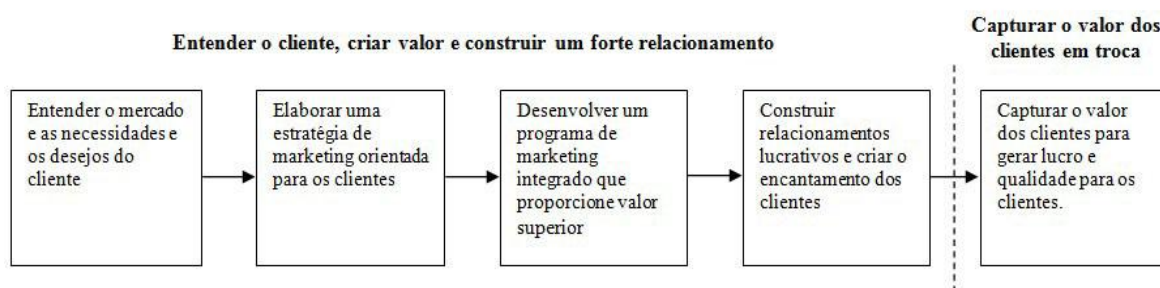 Entender o cliente, criar valor e construir um forte relacionamento
Capturar o valor dos
clientes em troca
Entender o mercado
e as necessidades e
os desejos do
cliente
Elaborar uma
estratégia de
marketing orientada
para os clientes
Desenvolver um
programa de
marketing
integrado que
proporcione valor
superior
Construir
relacionamentos
lucrativos e criar o
encantamento dos
clientes
Capturar o valor
dos clientes para
gerar lucro e
qualidade para os
clientes.